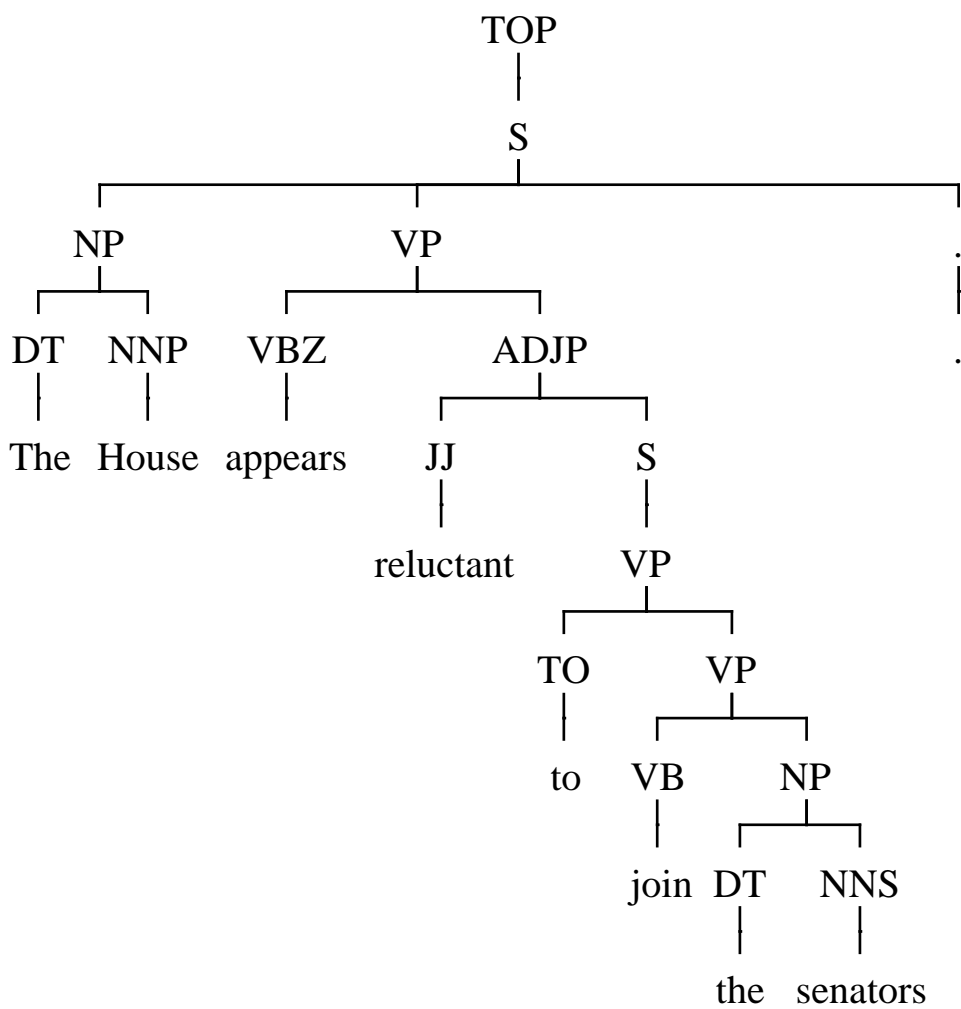 TOP
S
NP VP .
DT NNP VBZ ADJP .
The House appears JJ S
reluctant VP
TO VP
to VB NP
join DT NNS
the senators